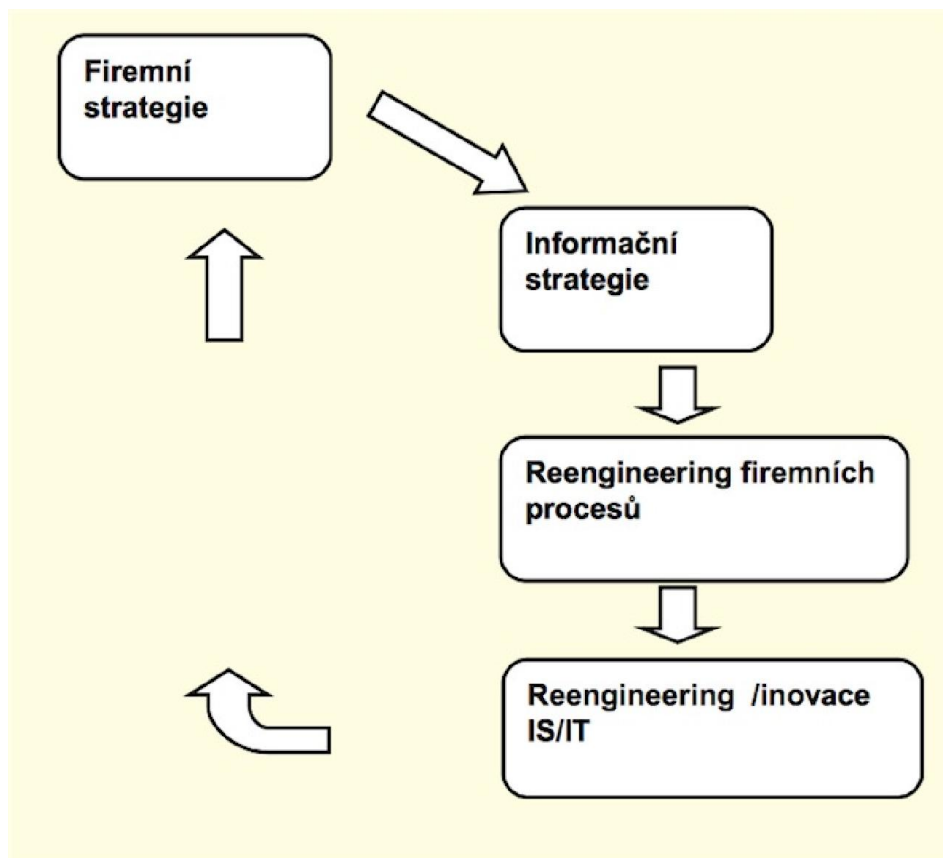 Firemní
strategie
Informační
strategie
Reengineering firemních
procesů
Reengineering /inovace
IS/IT